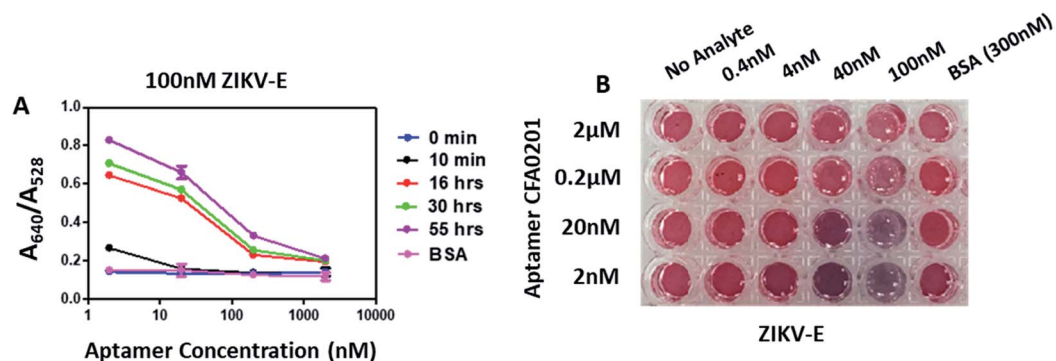 A
100nM ZIKV-E
A640/A528
1.0
0.8
0.6
0.4
0.2
0.0
1
10
100
1000
10000
Aptamer Concentration (nM)
0 min
10 min
16 hrs
30 hrs
55 hrs
BSA
B
No Analyte
0.4nM
4nM
40nM
100nM
BSA (300nM)
Aptamer CFA0201
2µM
0.2µM
20nM
2nM
ZIKV-E